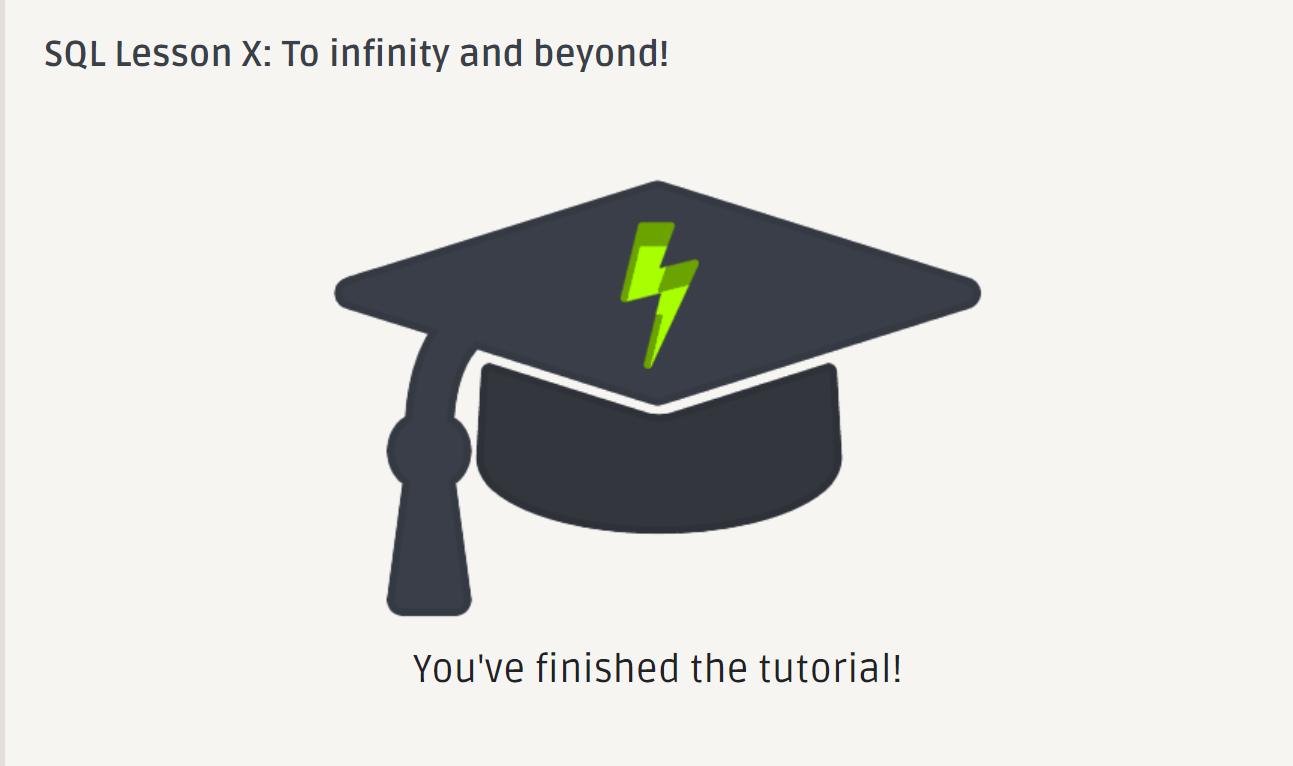 SQL Lesson X: To infinity and beyond!
You've finished the tutorial!